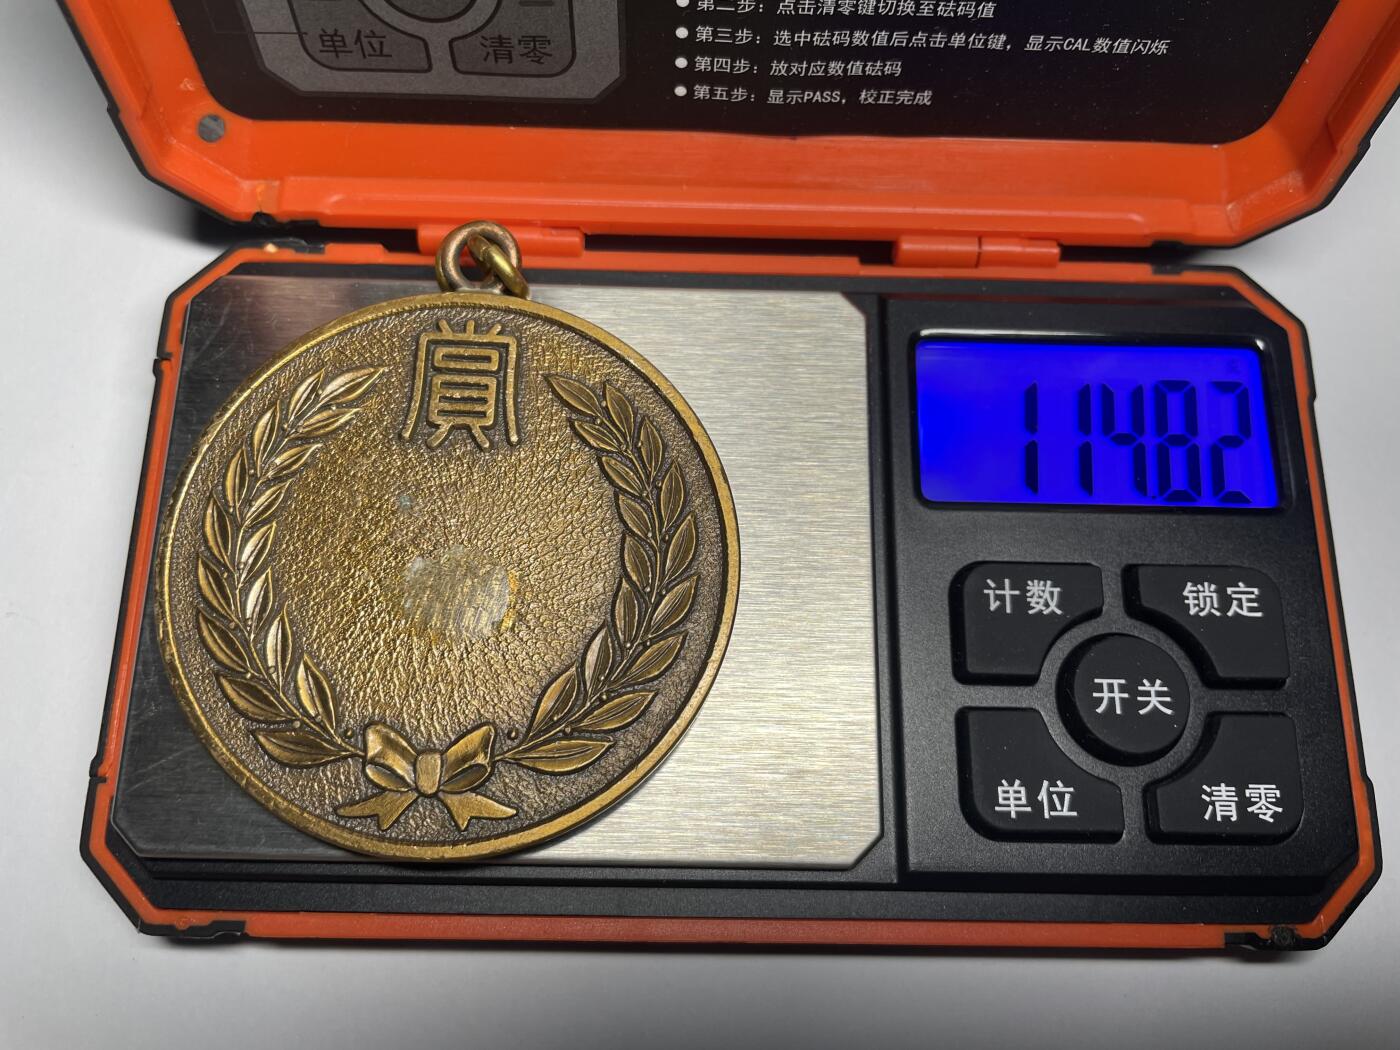 单位
清零
第二步：点击清零键切换至砝码值
第三步：选中砝码数值后点击单位键，显示CAL数值闪烁
第四步：放对应数值砝码
第五步：显示PASS，校正完成
賞
114.82
计数
锁定
开关
单位
清零